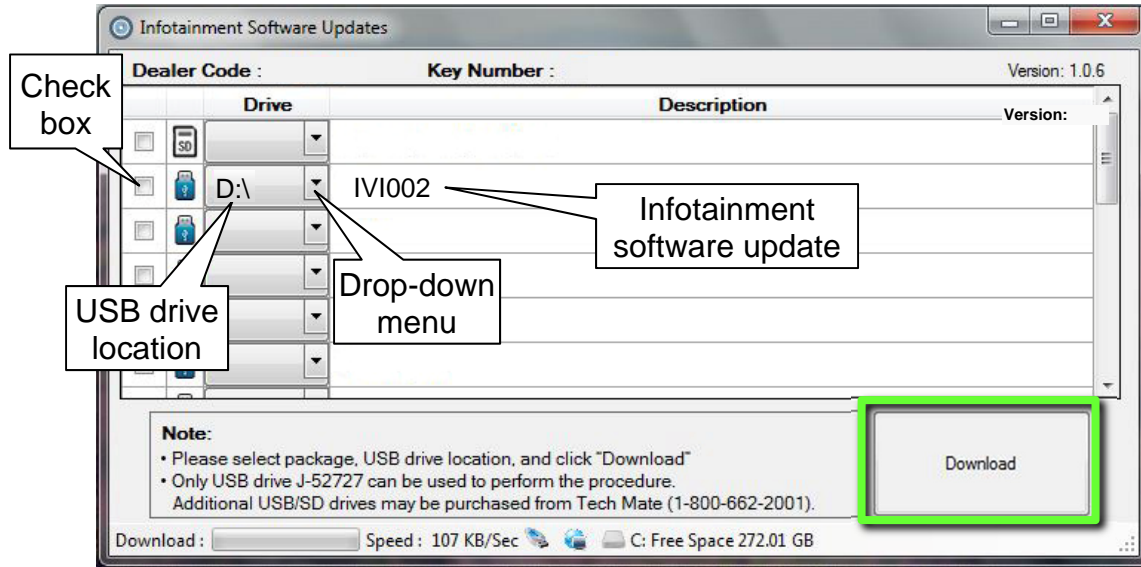 Infotainment Software Updates
Dealer Code :
Key Number :
Version: 1.0.6
Check
box
Drive
Description
Version:
SD
D:\
IVI002
Infotainment
software update
USB drive
location
Drop-down
menu
Note:
• Please select package, USB drive location, and click "Download"
• Only USB drive J-52727 can be used to perform the procedure.
Additional USB/SD drives may be purchased from Tech Mate (1-800-662-2001).
Download
Download :
Speed : 107 KB/Sec
C: Free Space 272.01 GB